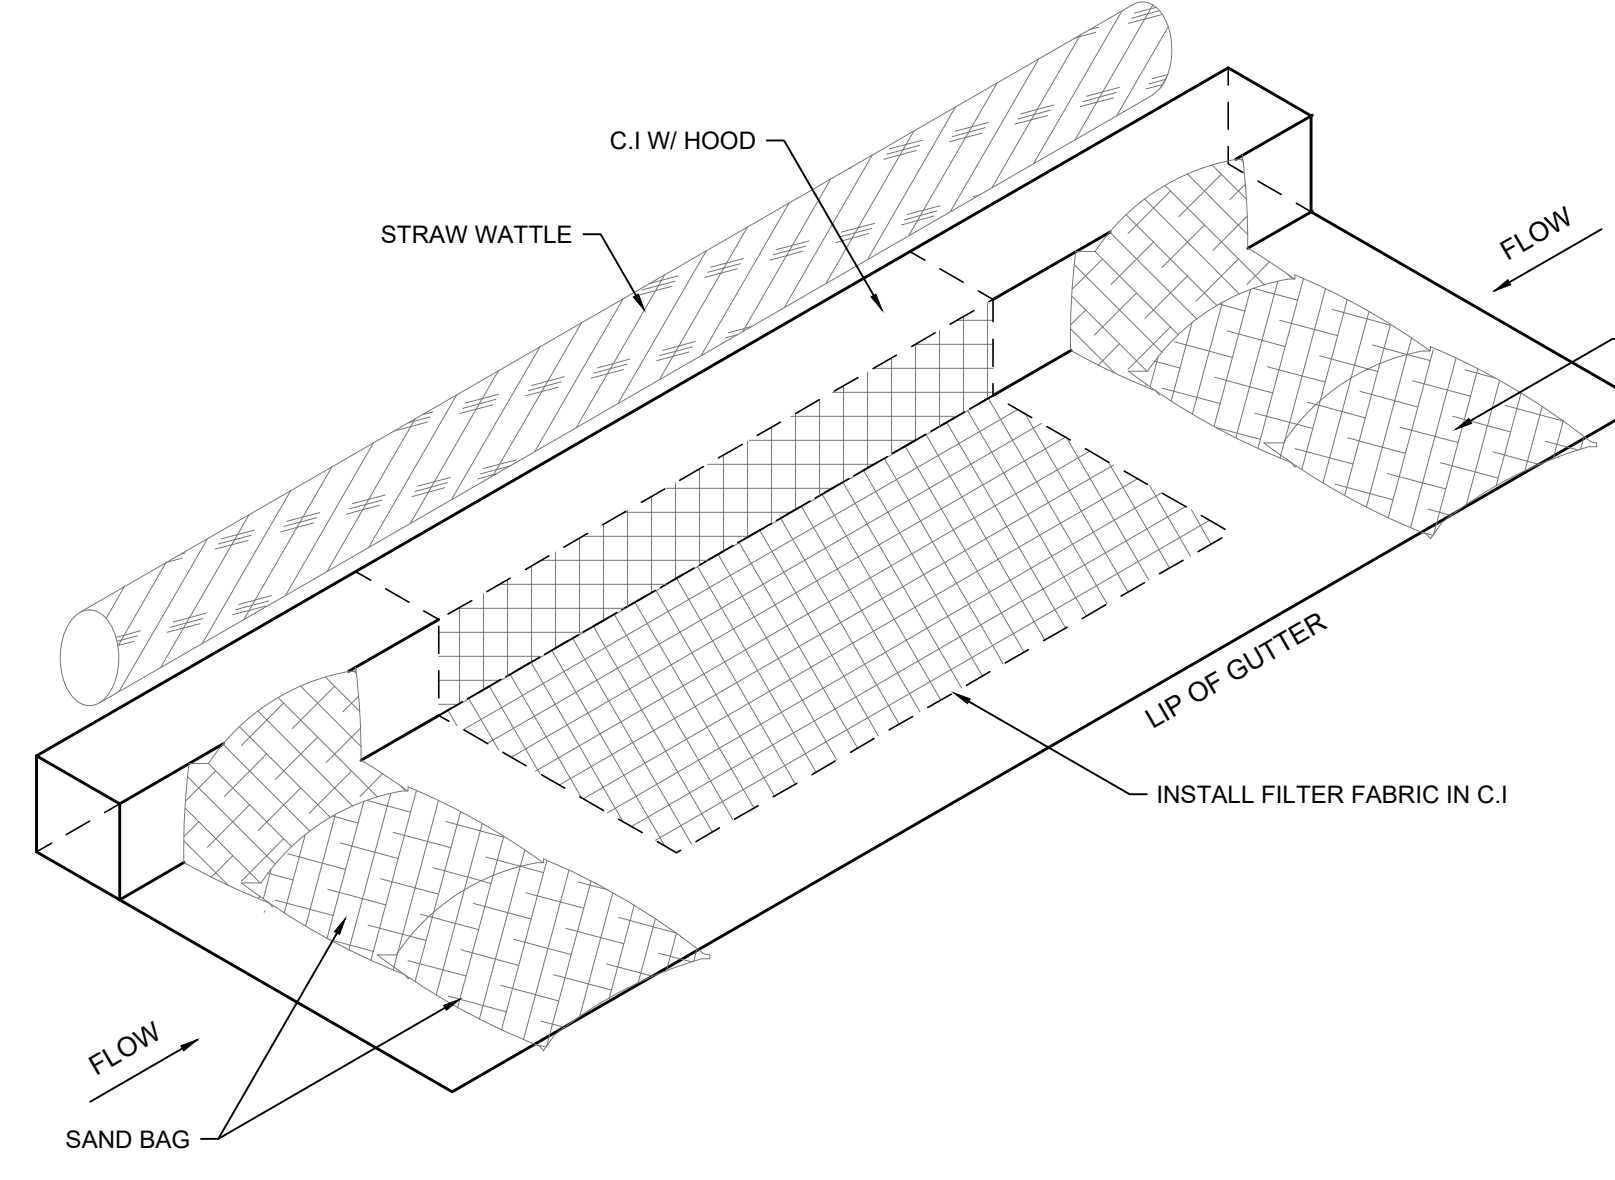 C.I W/ HOOD
STRAW WATTLE
FLOW
LIP OF GUTTER
INSTALL FILTER FABRIC IN C.I
FLOW
SAND BAG